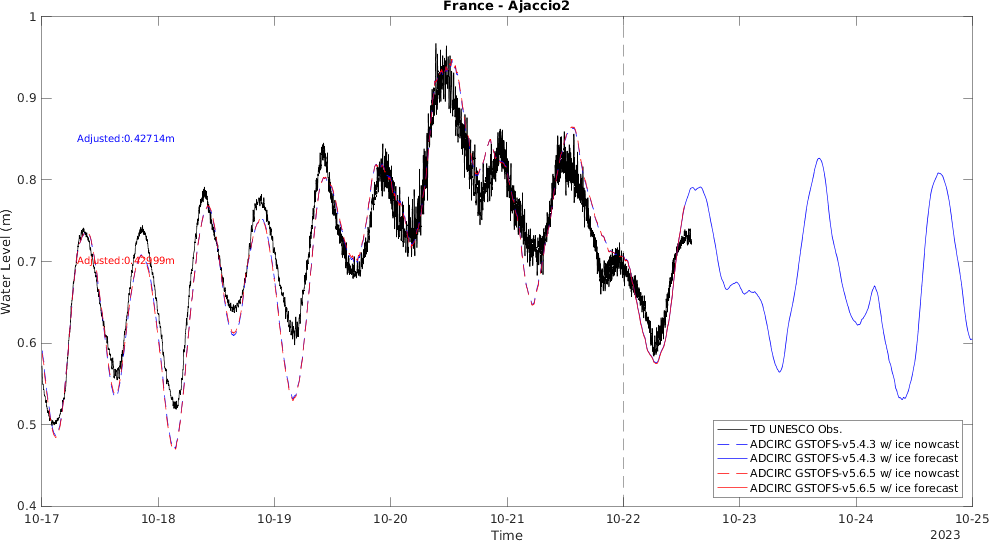 France - Ajaccio2
1
0.9
0.8
0.7
0.6
0.5
0.4
Water Level (m)
Adjusted:0.42714m
Adjusted:0.42999m
TD UNESCO Obs.
ADCIRC GSTOFS-v5.4.3 w/ ice nowcast
ADCIRC GSTOFS-v5.4.3 w/ ice forecast
ADCIRC GSTOFS-v5.6.5 w/ ice nowcast
ADCIRC GSTOFS-v5.6.5 w/ ice forecast
10-17 10-18 10-19 10-20 10-21 10-22 10-23 10-24 10-25
Time
2023